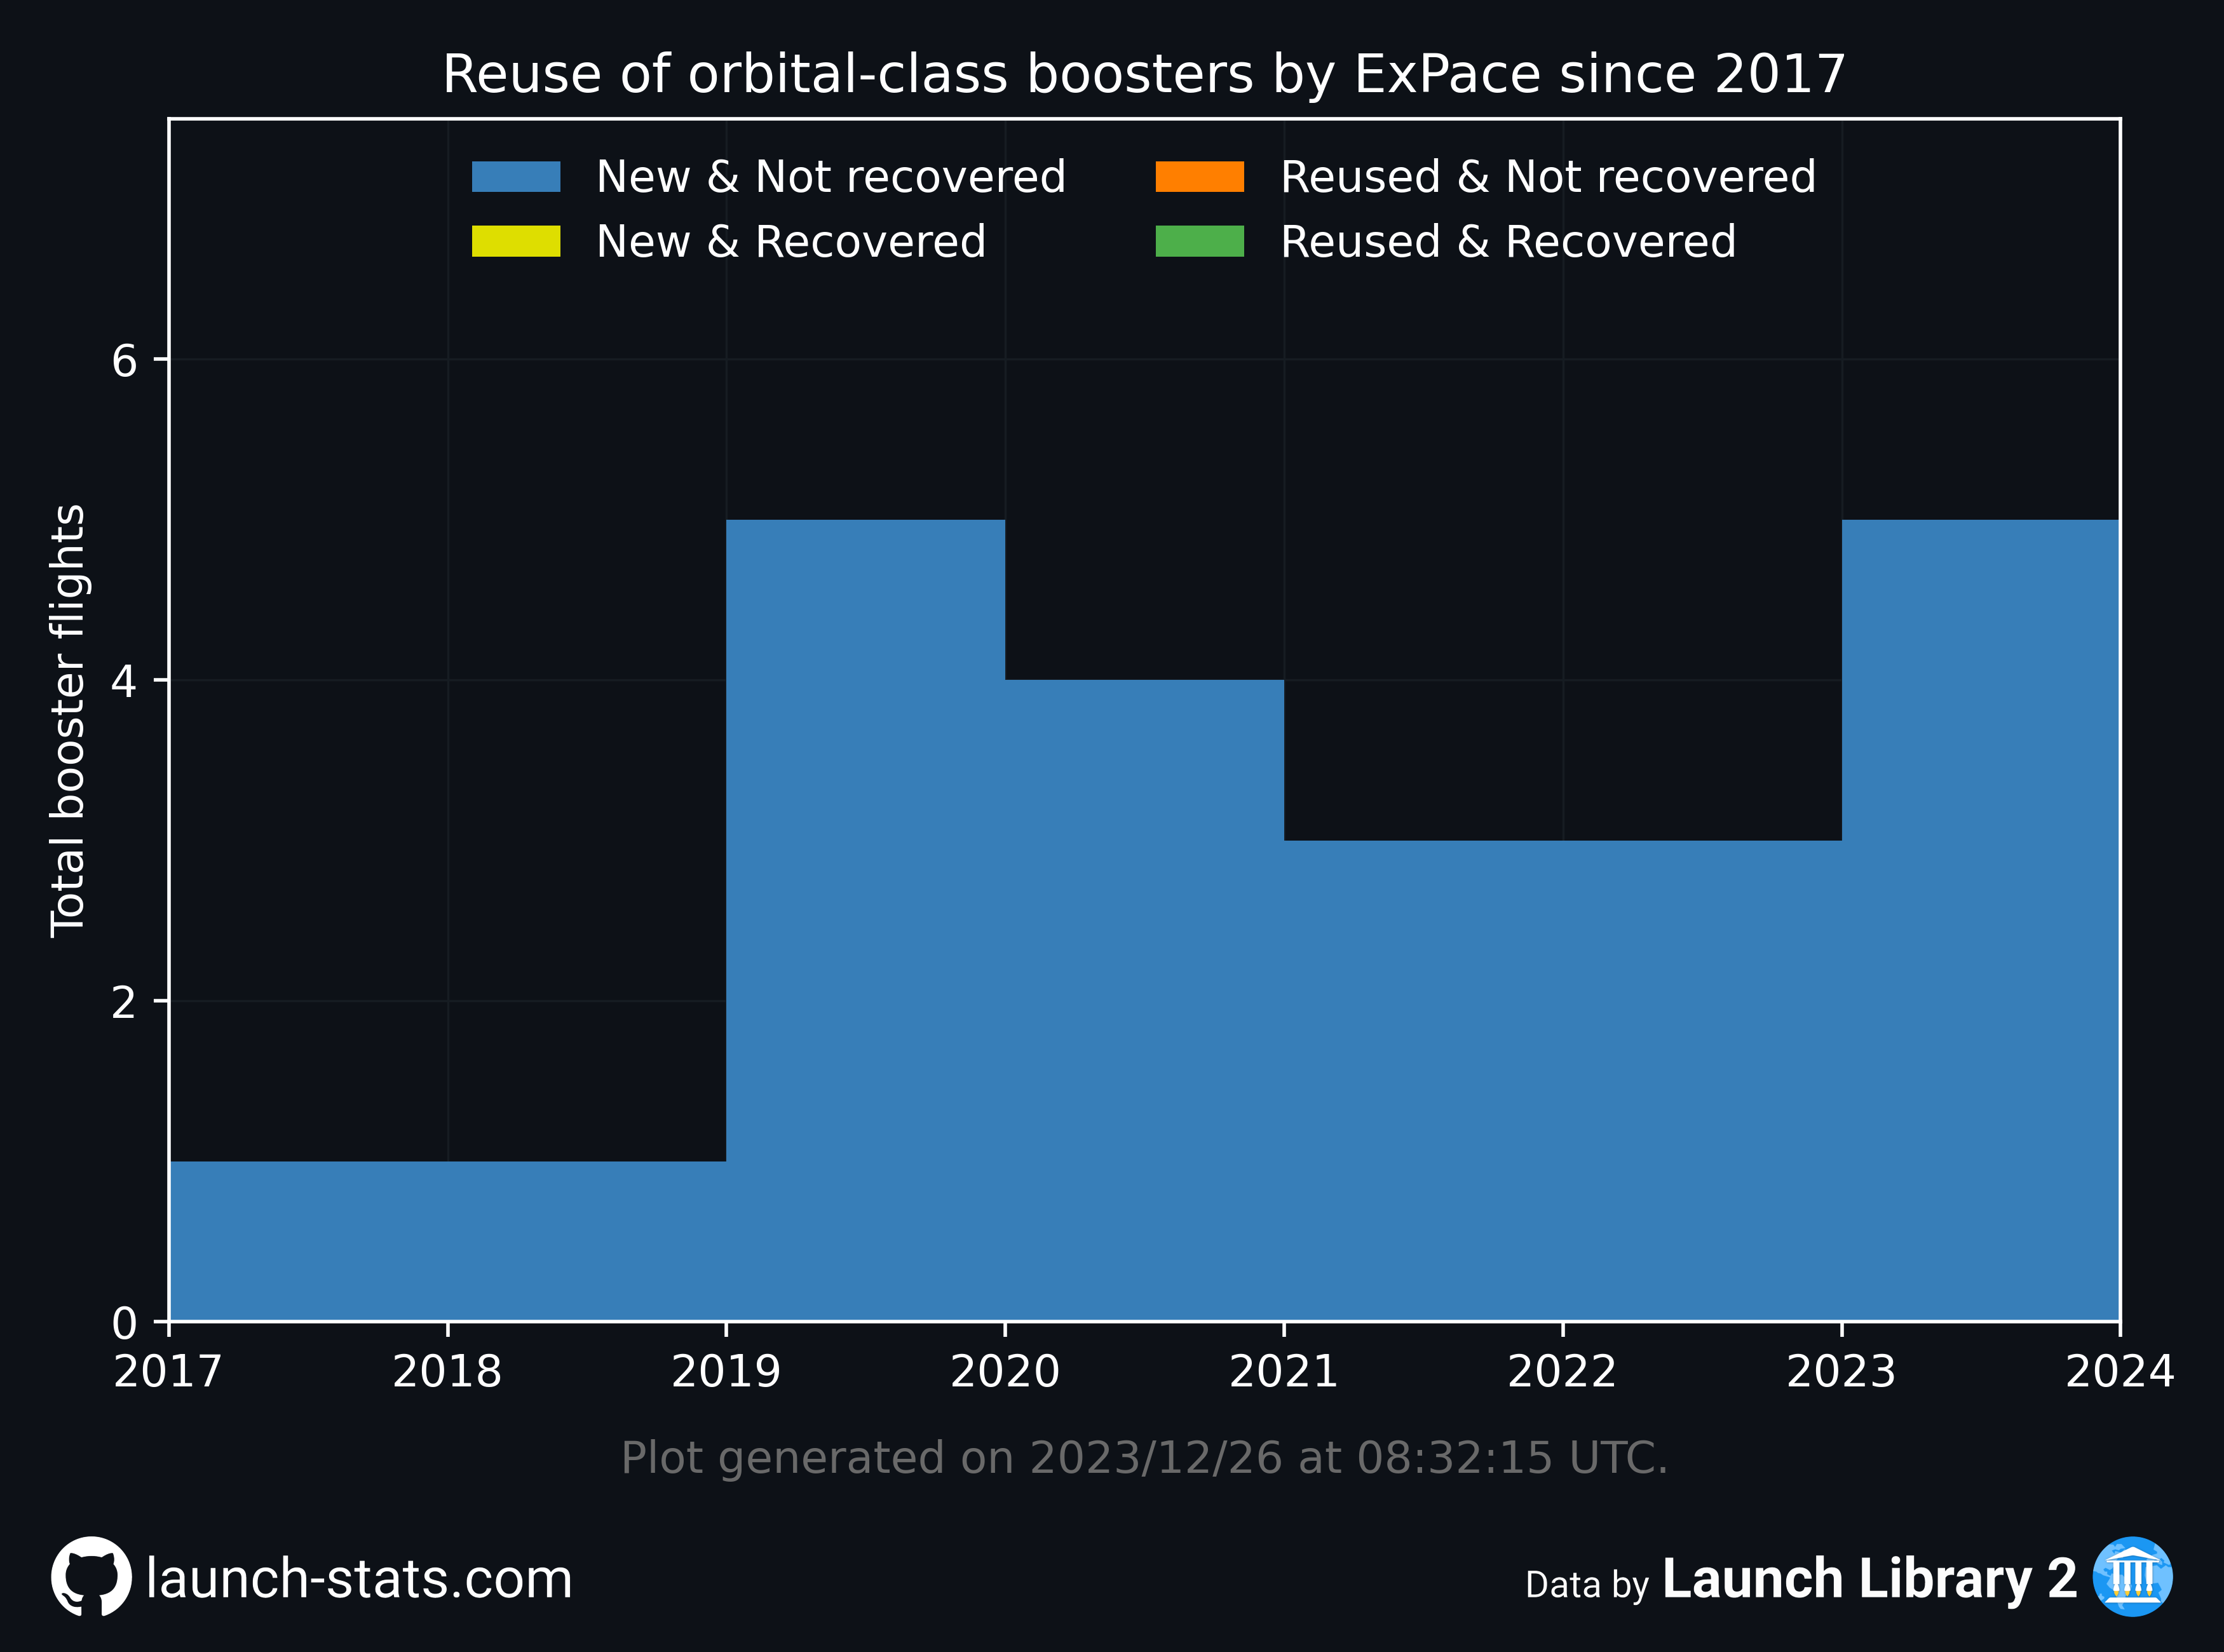 Reuse of orbital-class boosters by ExPace since 2017
New & Not recovered
New & Recovered
Reused & Not recovered
Reused & Recovered
Total booster flights
6
4
2
0
2017 2018 2019 2020 2021 2022 2023 2024
Plot generated on 2023/12/26 at 08:32:15 UTC.
launch-stats.com
Data by Launch Library 2